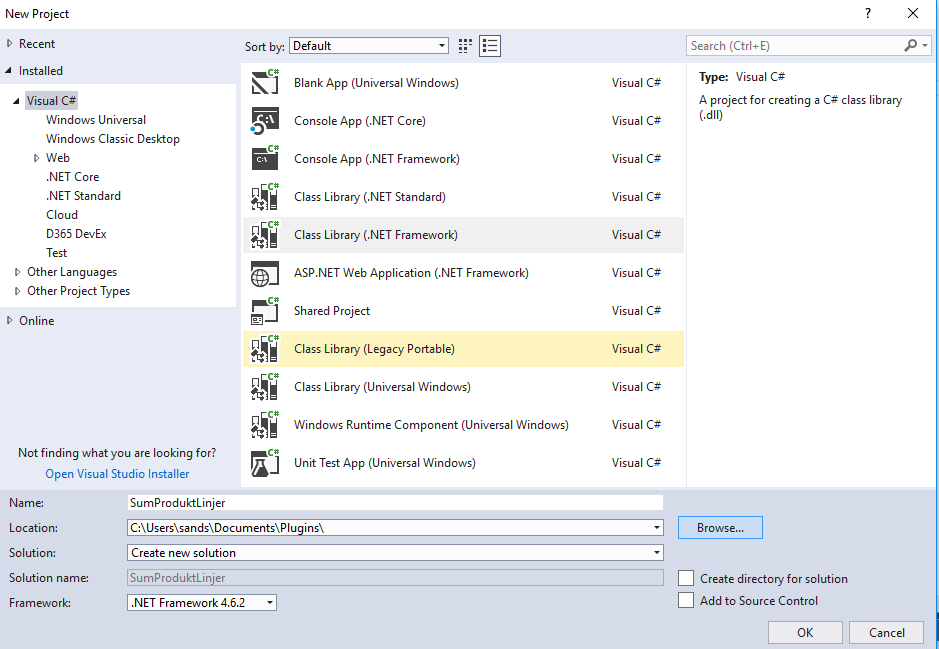 New Project
?
Recent
Installed
Visual C#
Windows Universal
Windows Classic Desktop
Web
.NET Core
.NET Standard
Cloud
D365 DevEx
Test
Other Languages
Other Project Types
Online
Not finding what you are looking for?
Open Visual Studio Installer
Sort by: Default
Search (Ctrl+E)
Blank App (Universal Windows) Visual C#
Console App (.NET Core) Visual C#
Console App (.NET Framework) Visual C#
Class Library (.NET Standard) Visual C#
Class Library (.NET Framework) Visual C#
ASP.NET Web Application (.NET Framework) Visual C#
Shared Project Visual C#
Class Library (Legacy Portable) Visual C#
Class Library (Universal Windows) Visual C#
Windows Runtime Component (Universal Windows) Visual C#
Unit Test App (Universal Windows) Visual C#
Type: Visual C#
A project for creating a C# class library
(.dll)
Name: SumProduktLinjer
Location: C:\Users\sands\Documents\Plugins\
Browse...
Solution: Create new solution
Solution name: SumProduktLinjer
Create directory for solution
Framework: .NET Framework 4.6.2
Add to Source Control
OK Cancel